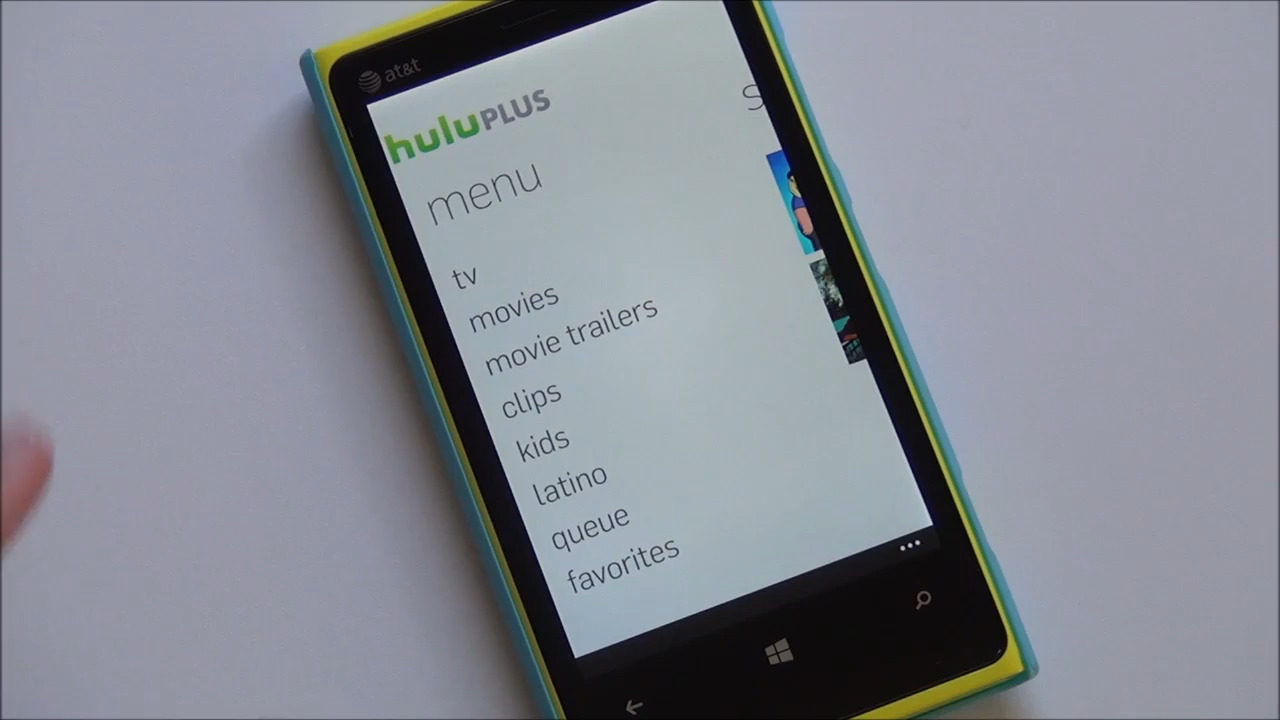 at&t
huluPLUS
menu
tv
movies
movie trailers
clips
kids
latino
queue
favorites